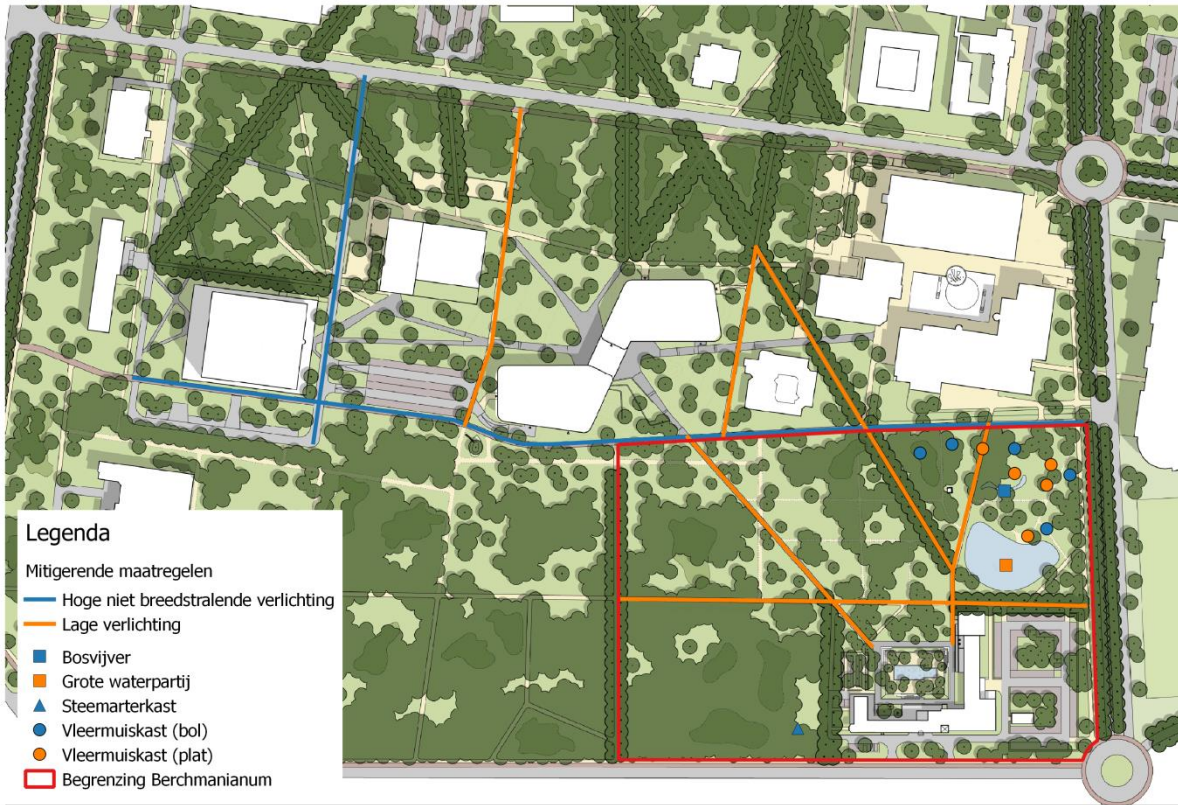 Legenda
Mitigerende maatregelen
Hoge niet breedstralende verlichting
Lage verlichting
Bosvijver
Grote waterpartij
Steemarterkast
Vleermuiskast (bol)
Vleermuiskast (plat)
Begrenzing Berchmanianum